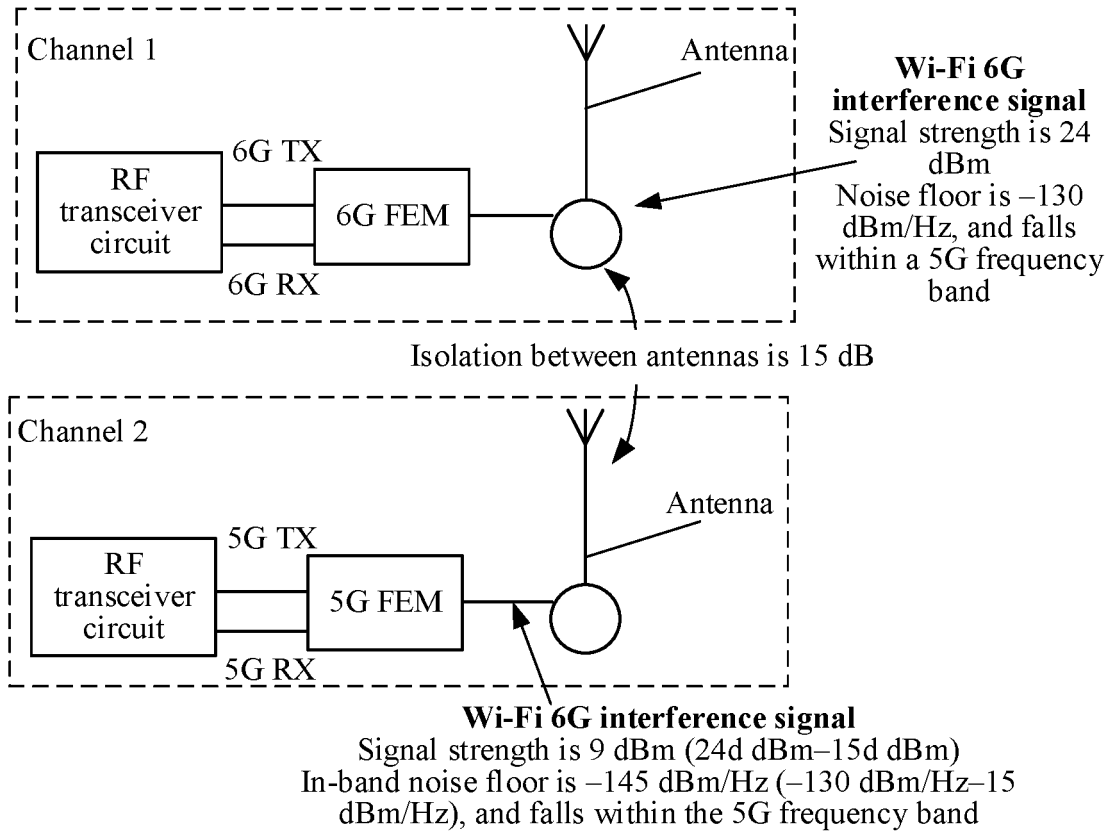 Channel 1
Antenna
Wi-Fi 6G
interference signal
Signal strength is 24
dBm
Noise floor is –130
dBm/Hz, and falls
within a 5G frequency
band
RF
transceiver
circuit
6G TX
6G FEM
6G RX
Isolation between antennas is 15 dB
Channel 2
Antenna
RF
transceiver
circuit
5G TX
5G FEM
5G RX
Wi-Fi 6G interference signal
Signal strength is 9 dBm (24d dBm–15d dBm)
In-band noise floor is –145 dBm/Hz (–130 dBm/Hz–15
dBm/Hz), and falls within the 5G frequency band